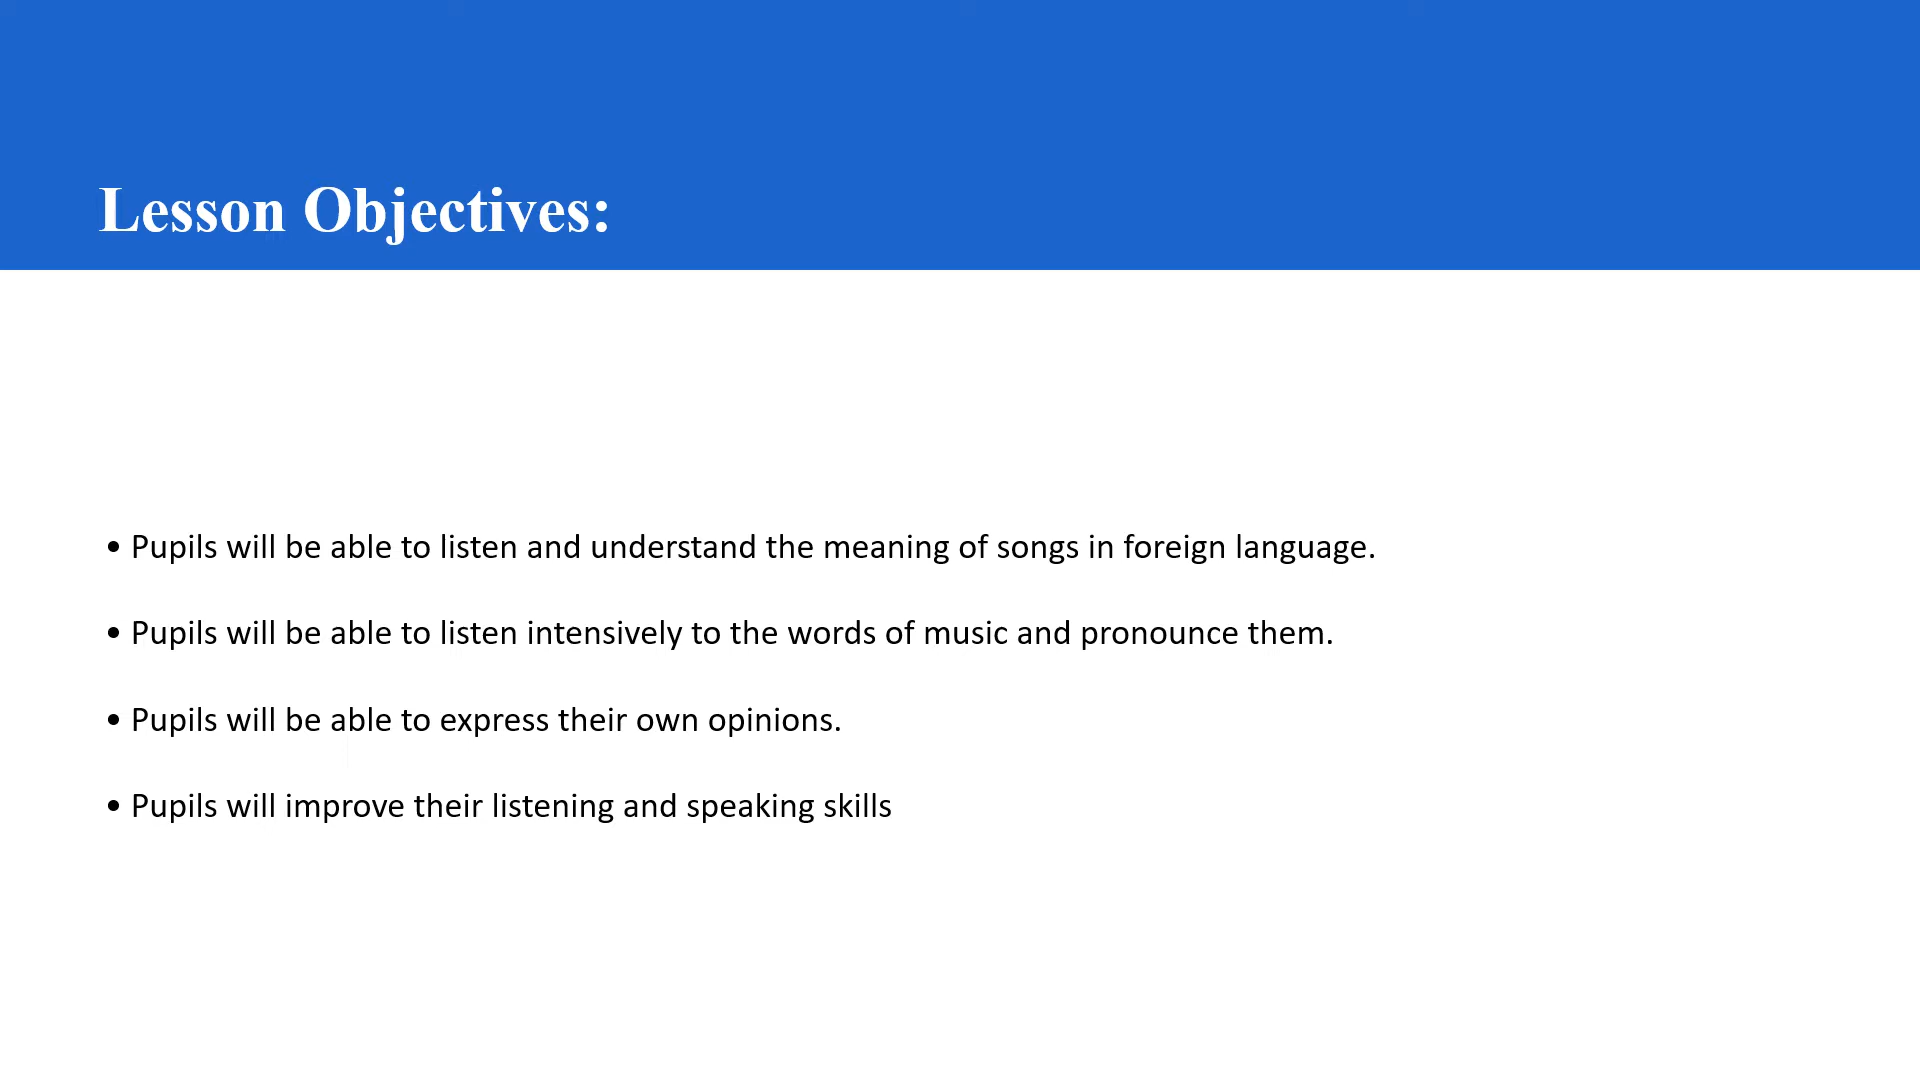 Lesson Objectives:
• Pupils will be able to listen and understand the meaning of songs in foreign language.
• Pupils will be able to listen intensively to the words of music and pronounce them.
• Pupils will be able to express their own opinions.
• Pupils will improve their listening and speaking skills